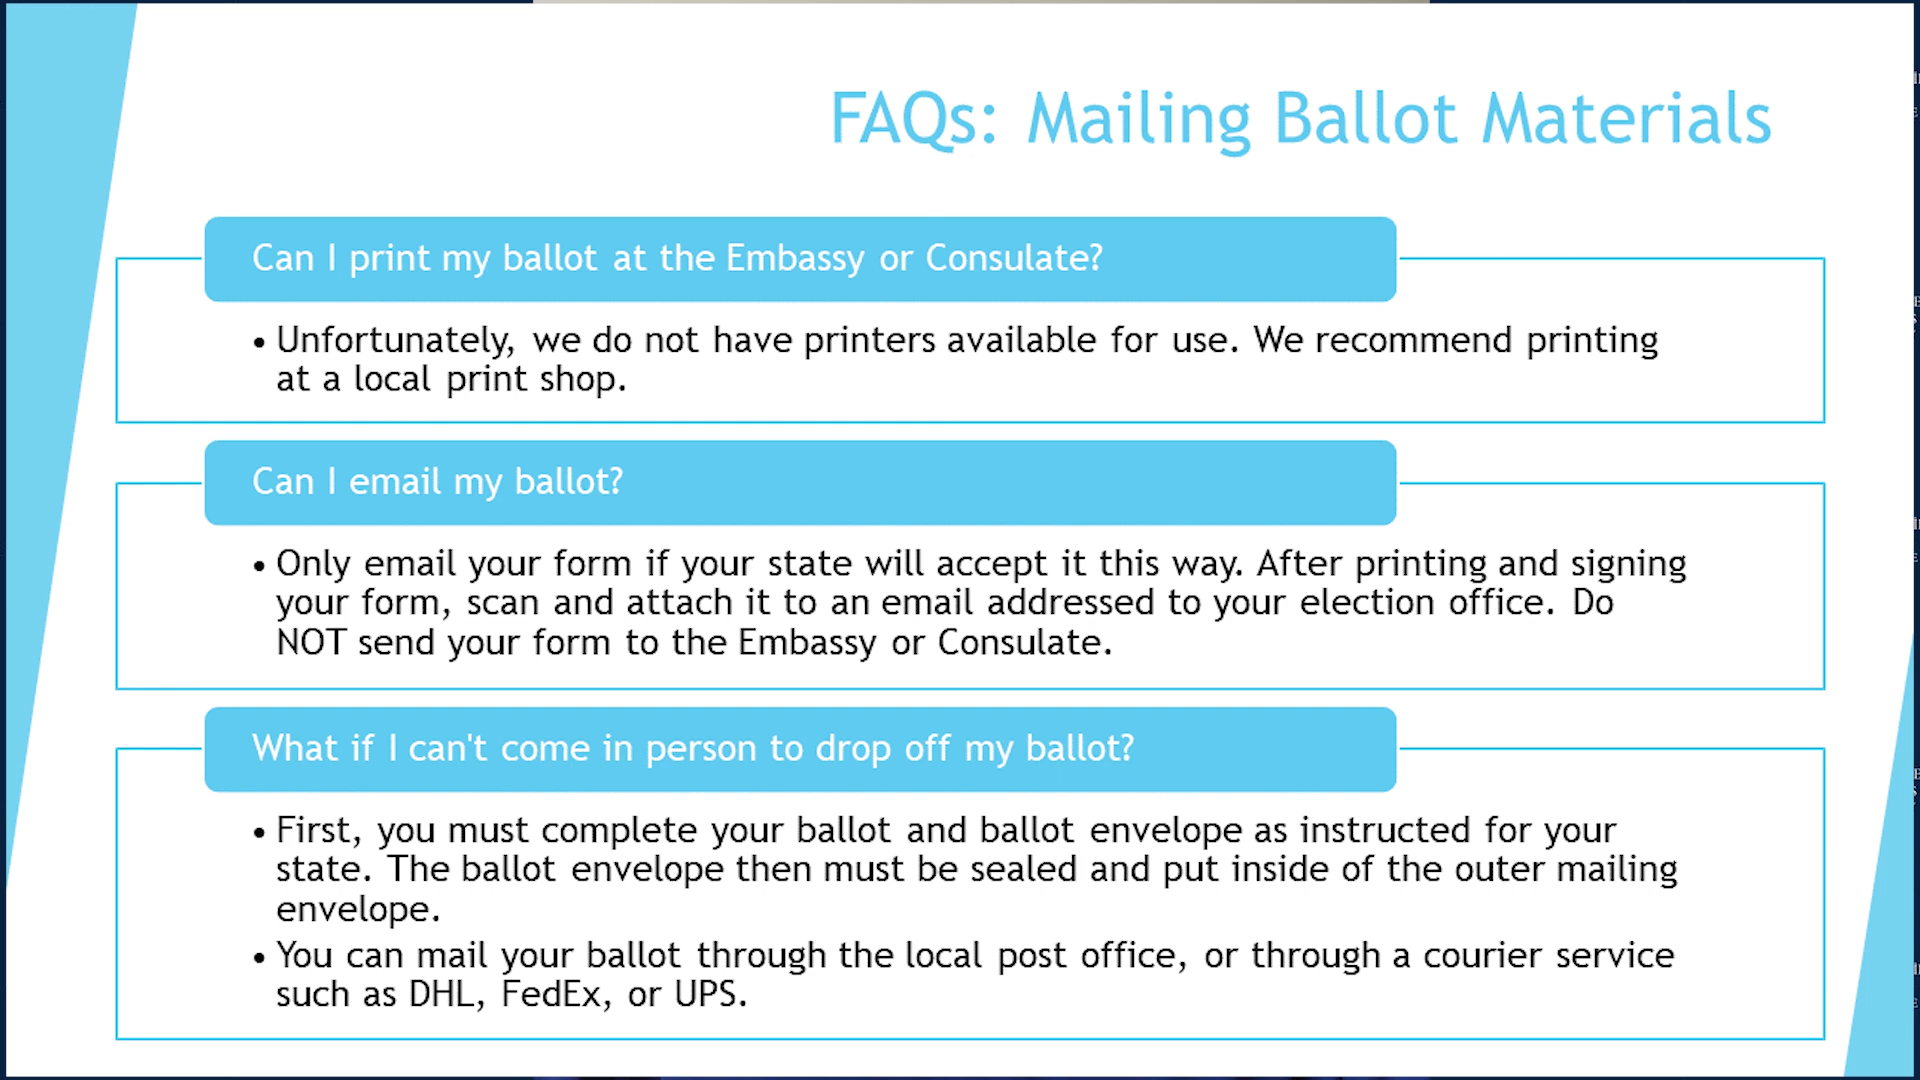 FAQs: Mailing Ballot Materials
Can I print my ballot at the Embassy or Consulate?
• Unfortunately, we do not have printers available for use. We recommend printing
at a local print shop.
Can I email my ballot?
• Only email your form if your state will accept it this way. After printing and signing
your form, scan and attach it to an email addressed to your election office. Do
NOT send your form to the Embassy or Consulate.
What if I can't come in person to drop off my ballot?
• First, you must complete your ballot and ballot envelope as instructed for your
state. The ballot envelope then must be sealed and put inside of the outer mailing
envelope.
• You can mail your ballot through the local post office, or through a courier service
such as DHL, FedEx, or UPS.